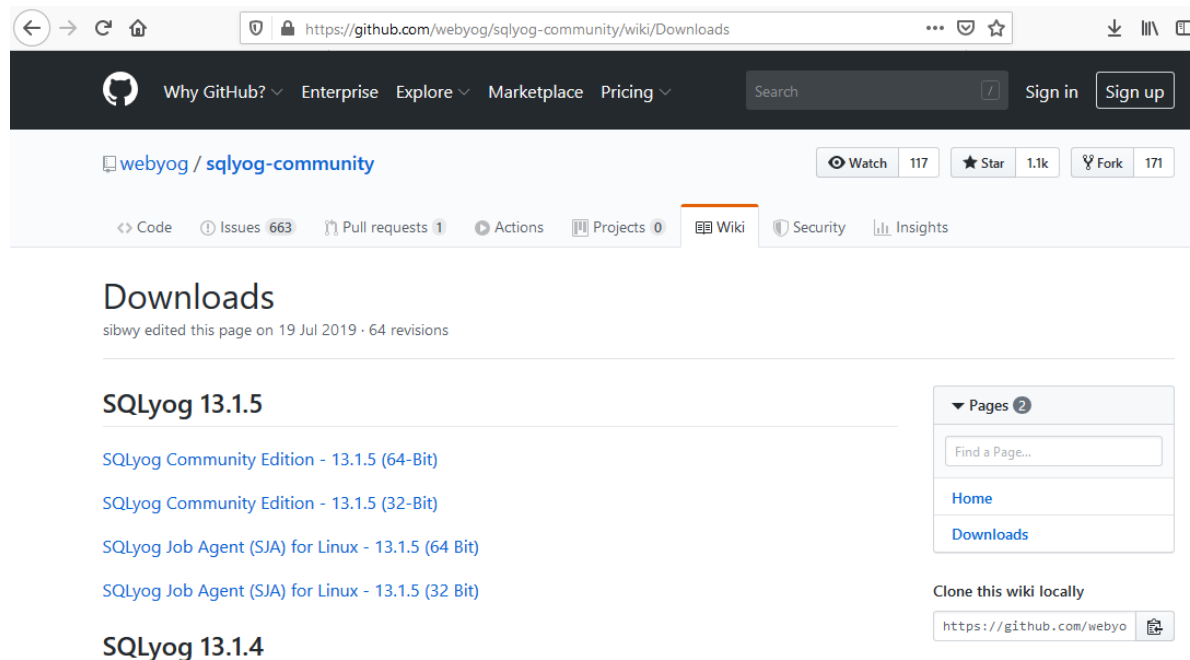 https://github.com/webyog/sqlyog-community/wiki/Downloads
Why GitHub? Enterprise Explore Marketplace Pricing Search / Sign in Sign up
webyog / sqlyog-community Watch 117 Star 1.1k Fork 171
Code Issues 663 Pull requests 1 Actions Projects 0 Wiki Security Insights
Downloads
sibwy edited this page on 19 Jul 2019 · 64 revisions
SQLyog 13.1.5
SQLyog Community Edition - 13.1.5 (64-Bit)
SQLyog Community Edition - 13.1.5 (32-Bit)
SQLyog Job Agent (SJA) for Linux - 13.1.5 (64 Bit)
SQLyog Job Agent (SJA) for Linux - 13.1.5 (32 Bit)
SQLyog 13.1.4
Pages 2
Find a Page...
Home
Downloads
Clone this wiki locally
https://github.com/webyo